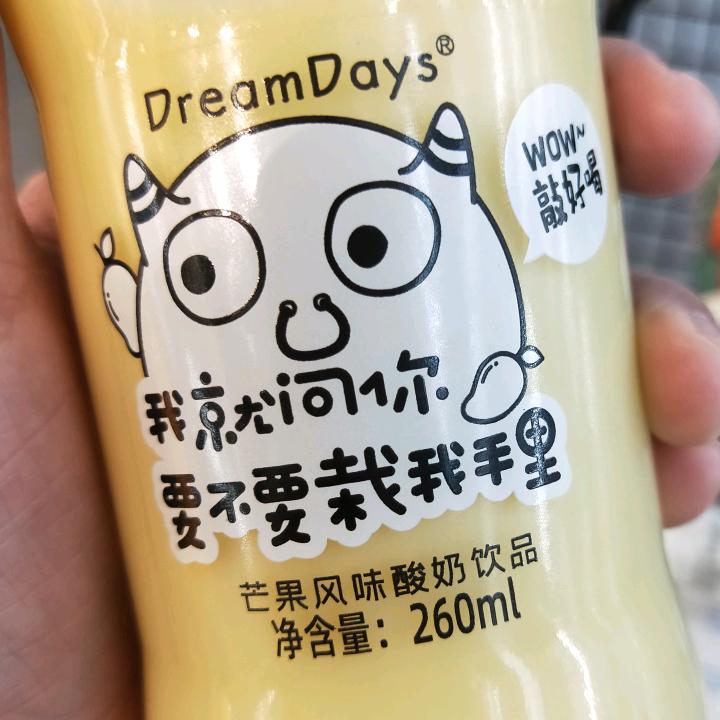 DreamDays®
WOW~
敲好喝
我就问你
要不要栽我手里
芒果风味酸奶饮品
净含量：260ml